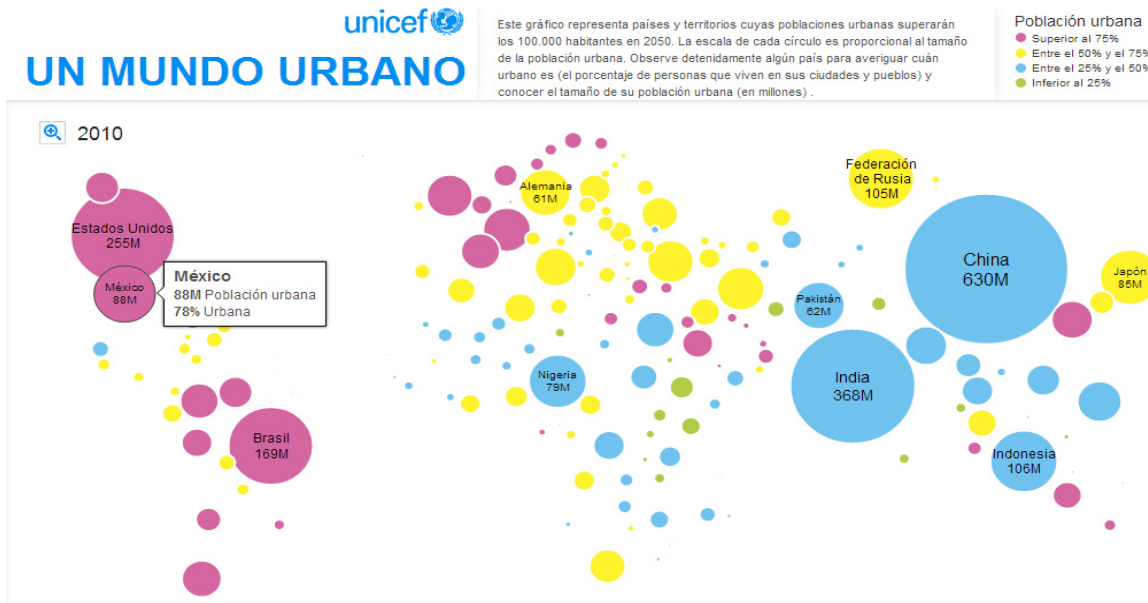 unicef
UN MUNDO URBANO
Este gráfico representa países y territorios cuyas poblaciones urbanas superarán
los 100.000 habitantes en 2050. La escala de cada círculo es proporcional al tamaño
de la población urbana. Observe detenidamente algún país para averiguar cuán
urbano es (el porcentaje de personas que viven en sus ciudades y pueblos) y
conocer el tamaño de su población urbana (en millones) .
Población urbana
Superior al 75%
Entre el 50% y el 75%
Entre el 25% y el 50%
Inferior al 25%
2010
Estados Unidos
255M
México
88M
México
88M Población urbana
78% Urbana
Brasil
169M
Alemania
61M
Nigeria
79M
Federación
de Rusia
105M
China
630M
Japón
85M
Pakistán
62M
India
368M
Indonesia
106M